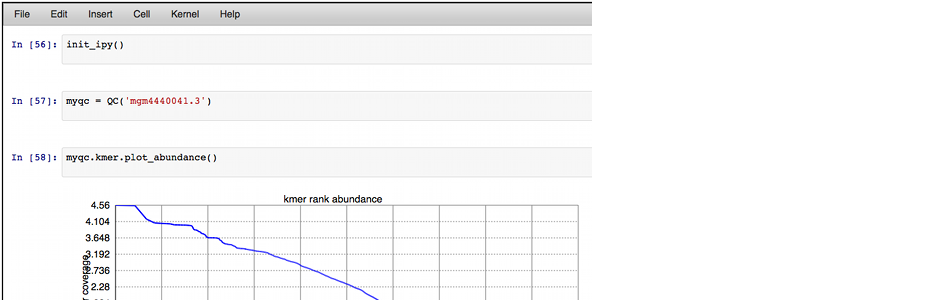 File Edit Insert Cell Kernel Help
In [56]: init_ipy()
In [57]: myqc = QC('mgm4440041.3')
In [58]: myqc.kmer.plot_abundance()
kmer rank abundance
4.56
4.104
3.648
3.192
2.736
2.28
coverage